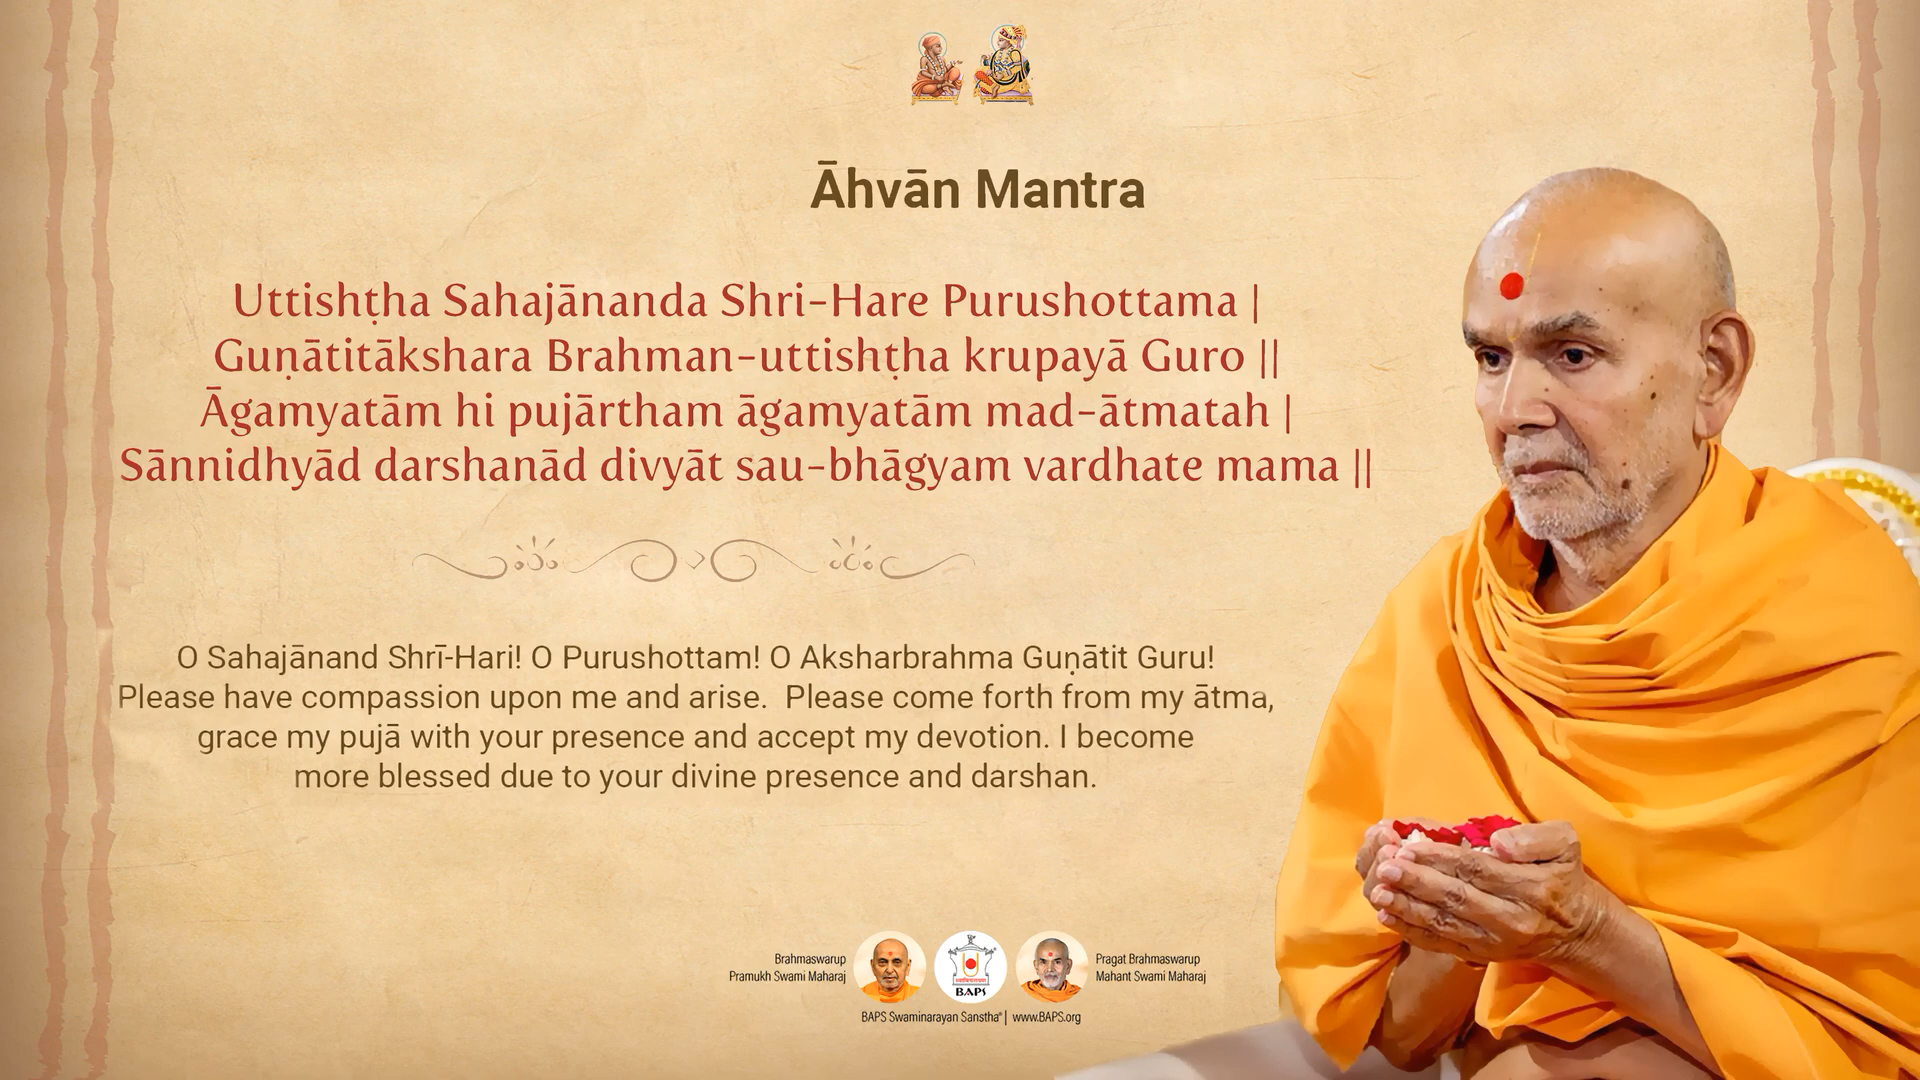 Āhvān Mantra
Uttishṭha Sahajānanda Shri-Hare Purushottama |
Guṇātitākshara Brahman-uttishṭha krupayā Guro ||
Āgamyatām hi pujārtham āgamyatām mad-ātmatah |
Sānnidhyād darshanād divyāt sau-bhāgyam vardhate mama ||
O Sahajānand Shrī-Hari! O Purushottam! O Aksharbrahma Guṇātit Guru!
Please have compassion upon me and arise.  Please come forth from my ātma,
grace my pujā with your presence and accept my devotion. I become
more blessed due to your divine presence and darshan.
Brahmaswarup
Pramukh Swami Maharaj
BAPS
Pragat Brahmaswarup
Mahant Swami Maharaj
BAPS Swaminarayan Sanstha® | www.BAPS.org